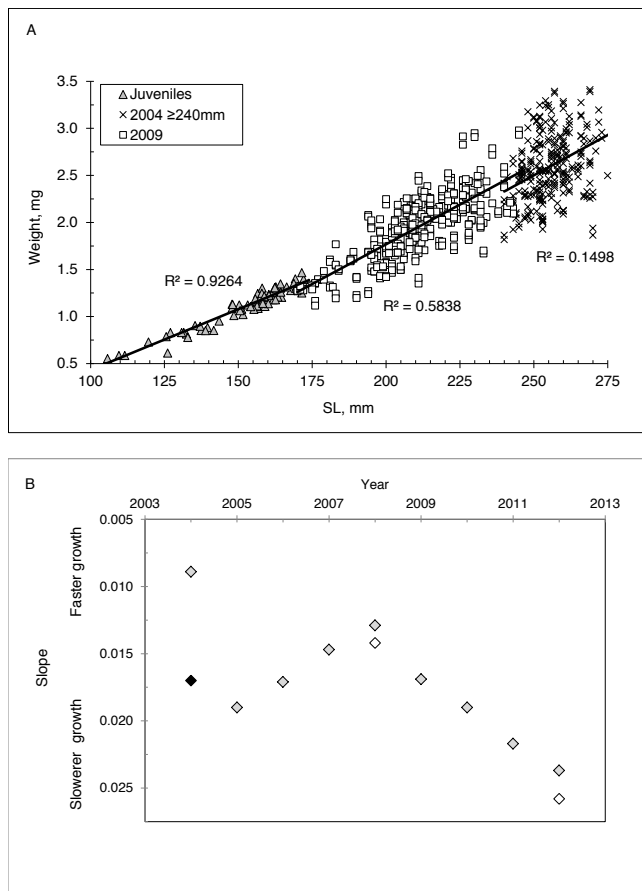 A
3.5
3.0
2.5
2.0
1.5
1.0
0.5
Weight, mg
Juveniles
2004 ≥240mm
2009
R² = 0.9264
R² = 0.5838
R² = 0.1498
100 125 150 175 200 225 250 275
SL, mm
B
Year
2003 2005 2007 2009 2011 2013
0.005
0.010
0.015
0.020
0.025
Slope
Faster growth
Slowerer growth